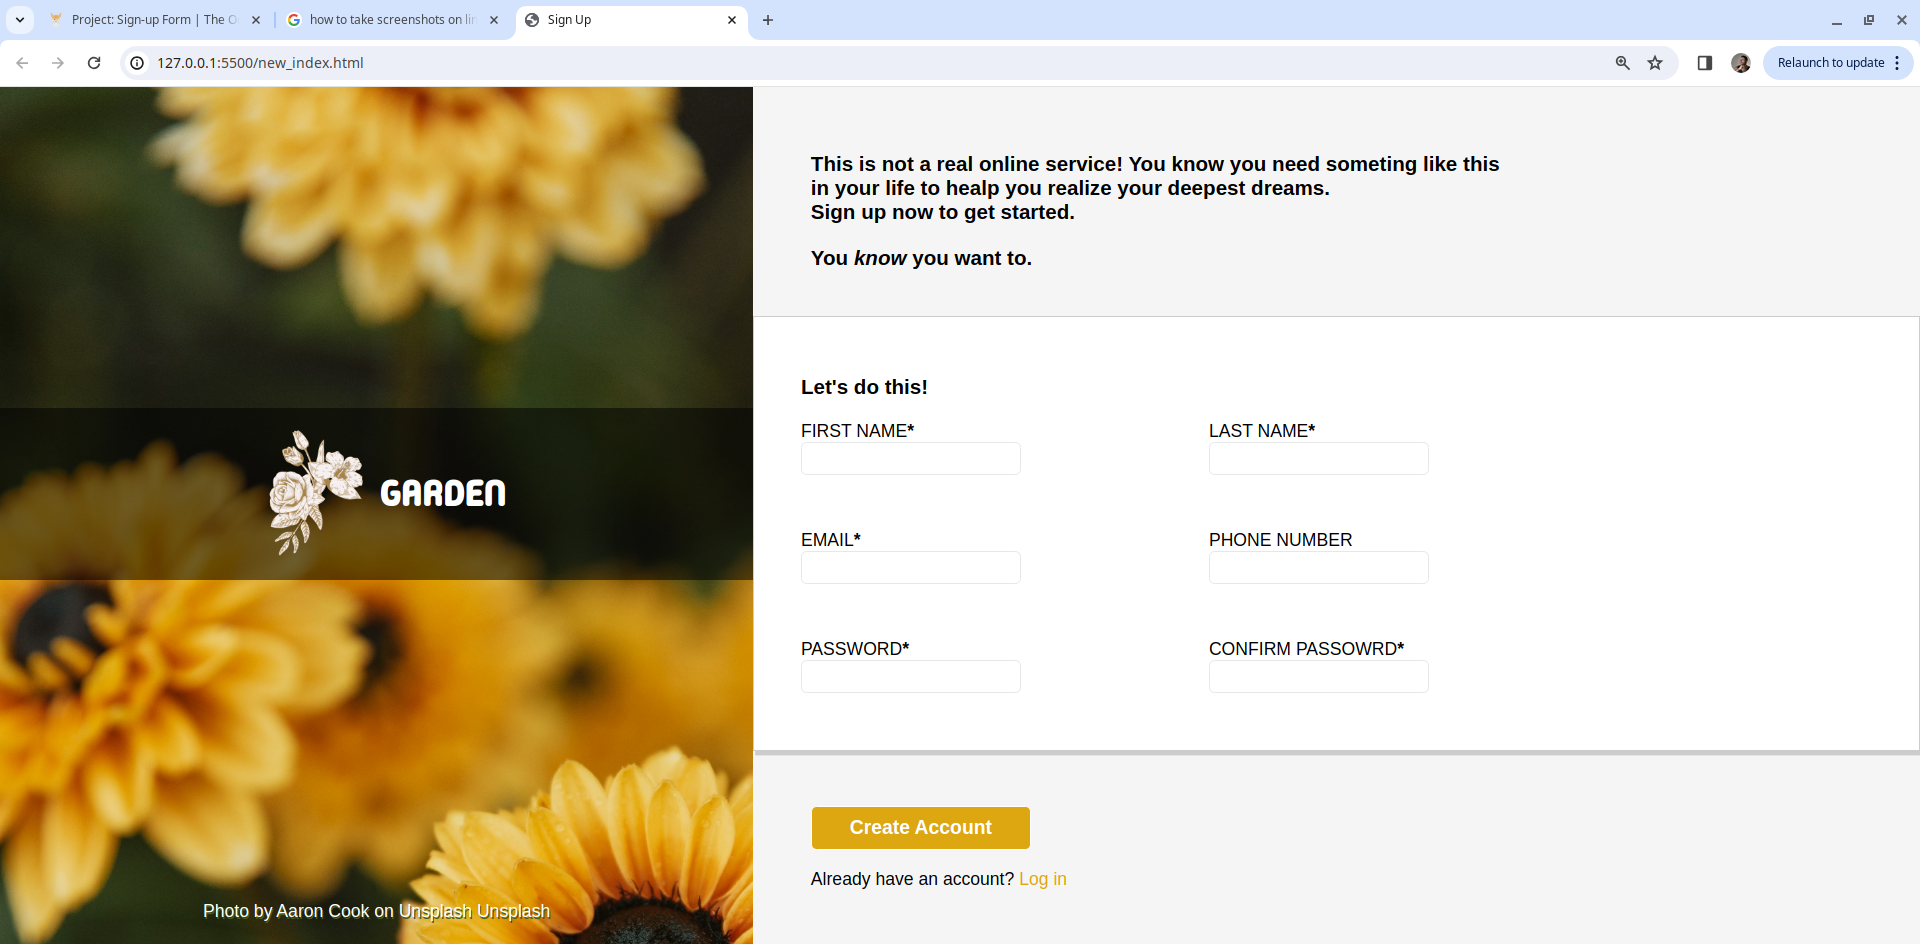 Project: Sign-up Form | The O
how to take screenshots on lin
Sign Up
127.0.0.1:5500/new_index.html
Relaunch to update
This is not a real online service! You know you need someting like this
in your life to healp you realize your deepest dreams.
Sign up now to get started.
You know you want to.
Let's do this!
FIRST NAME*
LAST NAME*
EMAIL*
PHONE NUMBER
PASSWORD*
CONFIRM PASSOWRD*
GARDEN
Create Account
Already have an account? Log in
Photo by Aaron Cook on Unsplash Unsplash